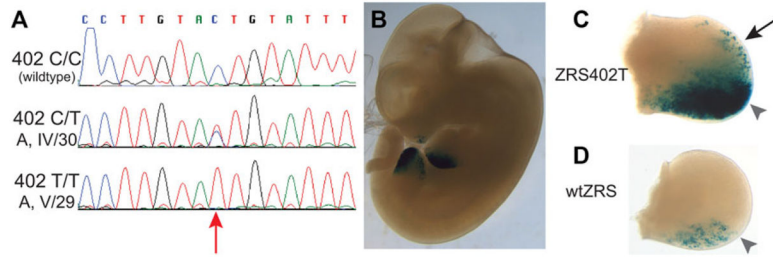 A
C C T T G T A C T G T A T T T
402 C/C
(wildtype)
402 C/T
A, IV/30
402 T/T
A, V/29
B
C
ZRS402T
D
wtZRS